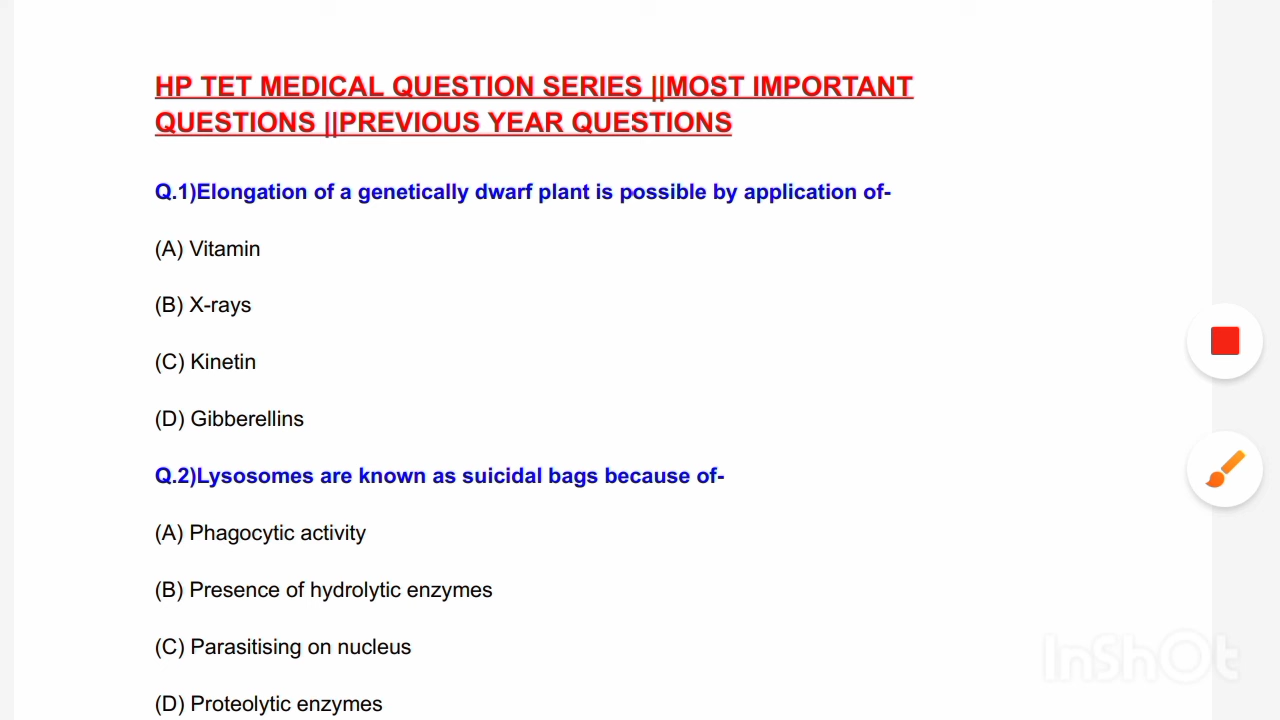 HP TET MEDICAL QUESTION SERIES ||MOST IMPORTANT
QUESTIONS ||PREVIOUS YEAR QUESTIONS
Q.1)Elongation of a genetically dwarf plant is possible by application of-
(A) Vitamin
(B) X-rays
(C) Kinetin
(D) Gibberellins
Q.2)Lysosomes are known as suicidal bags because of-
(A) Phagocytic activity
(B) Presence of hydrolytic enzymes
(C) Parasitising on nucleus
(D) Proteolytic enzymes
InShOt